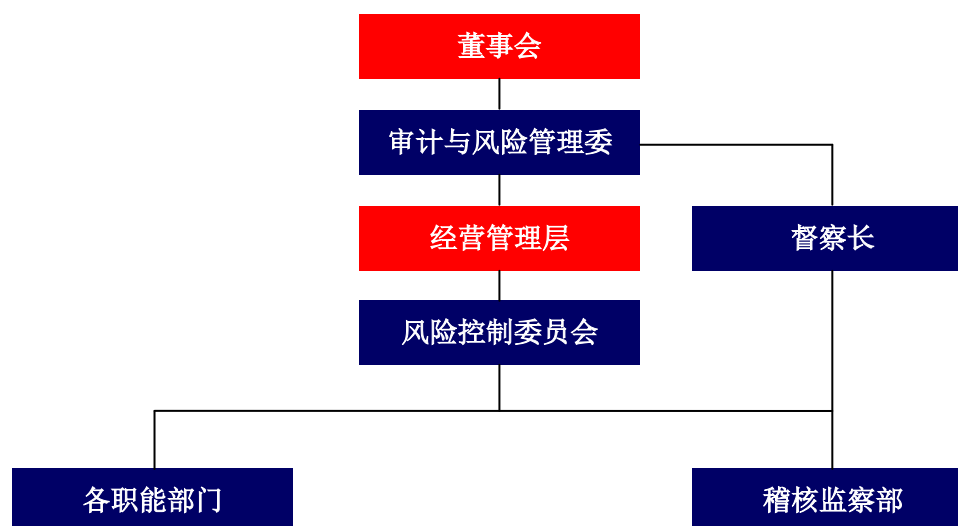 董事会
审计与风险管理委
经营管理层
督察长
风险控制委员会
各职能部门
稽核监察部